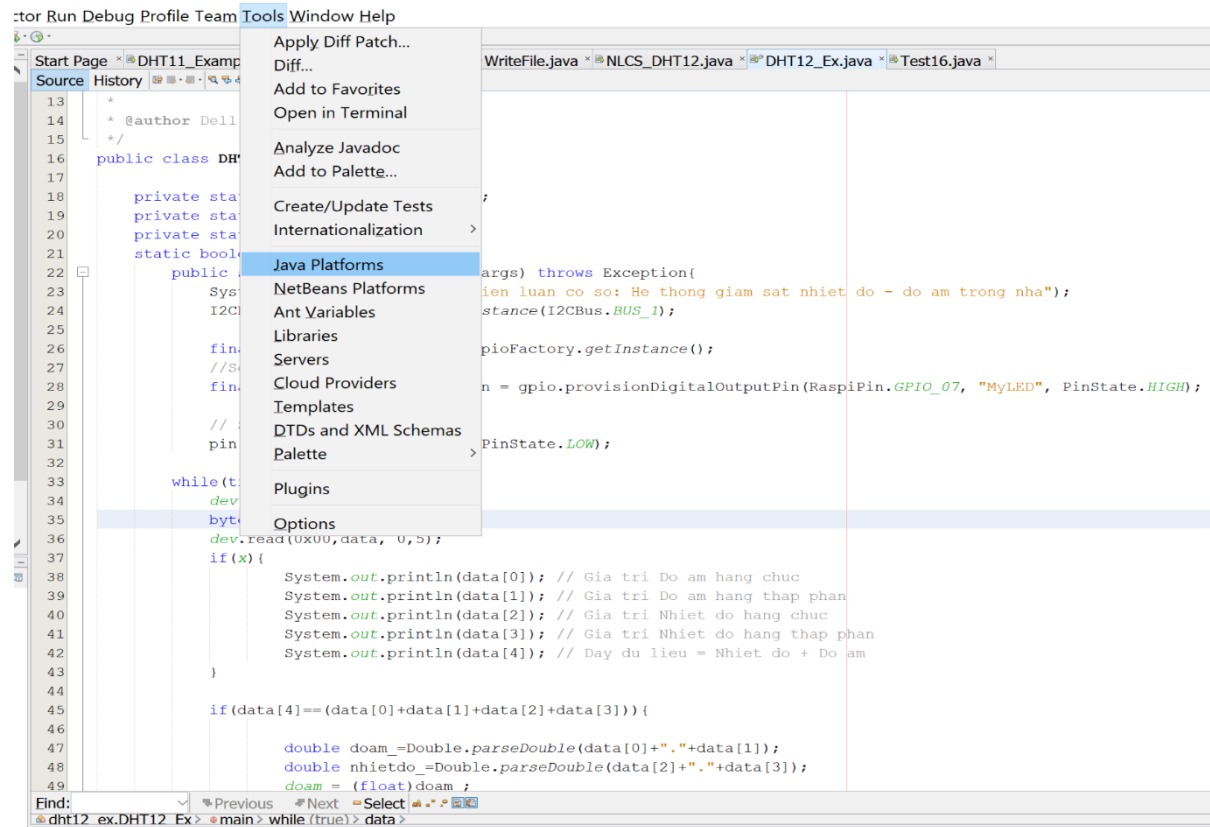 ctor Run Debug Profile Team Tools Window Help
Start Page DHT11_Examp WriteFile.java NLCS_DHT12.java DHT12_Ex.java Test16.java
Source History
Apply Diff Patch...
Diff...
Add to Favorites
Open in Terminal
Analyze Javadoc
Add to Palette...
Create/Update Tests
Internationalization
Java Platforms
NetBeans Platforms
Ant Variables
Libraries
Servers
Cloud Providers
Templates
DTDs and XML Schemas
Palette
Plugins
Options
13 *
14 * @author Dell
15 */
16 public class DH
17
18 private sta ;
19 private sta
20 private sta
21 static bool
22 public args) throws Exception{
23 Sys ien luan co so: He thong giam sat nhiet do - do am trong nha");
24 I2C stance(I2CBus.BUS_1);
25
26 fin pioFactory.getInstance();
27 //S
28 fin n = gpio.provisionDigitalOutputPin(RaspiPin.GPIO_07, "MyLED", PinState.HIGH);
29
30 //
31 pin PinState.LOW);
32
33 while(t
34 dev
35 byt
36 dev.read(0x00,data, 0,5);
37 if(x){
38 System.out.println(data[0]); // Gia tri Do am hang chuc
39 System.out.println(data[1]); // Gia tri Do am hang thap phan
40 System.out.println(data[2]); // Gia tri Nhiet do hang chuc
41 System.out.println(data[3]); // Gia tri Nhiet do hang thap phan
42 System.out.println(data[4]); // Day du lieu = Nhiet do + Do am
43 }
44
45 if(data[4]==(data[0]+data[1]+data[2]+data[3])){
46
47 double doam_=Double.parseDouble(data[0]+"."+data[1]);
48 double nhietdo_=Double.parseDouble(data[2]+"."+data[3]);
49 doam = (float)doam_;
Find: Previous Next Select
dht12_ex.DHT12_Ex > main > while (true) > data >